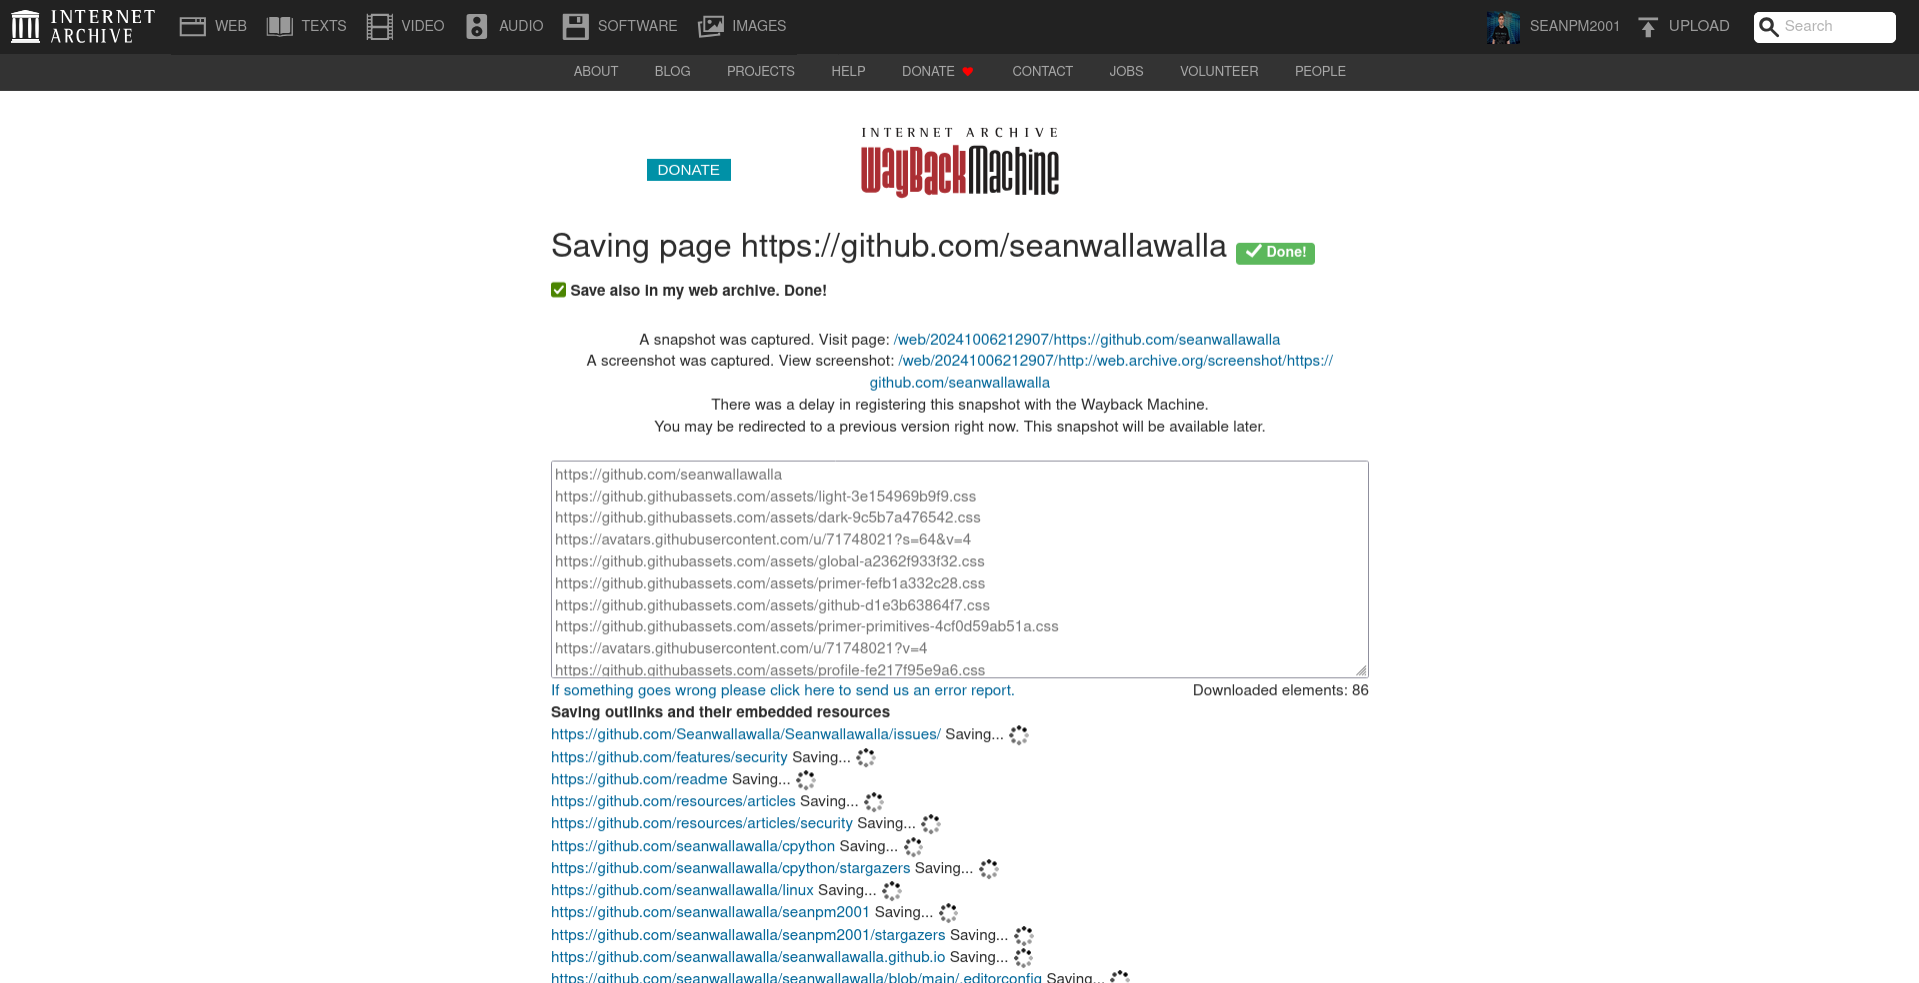 INTERNET ARCHIVE
WEB
TEXTS
VIDEO
AUDIO
SOFTWARE
IMAGES
SEANPM2001
UPLOAD
Search
ABOUT
BLOG
PROJECTS
HELP
DONATE
CONTACT
JOBS
VOLUNTEER
PEOPLE
INTERNET ARCHIVE
WayBackMachine
DONATE
Saving page https://github.com/seanwallawalla Done!
Save also in my web archive. Done!
A snapshot was captured. Visit page: /web/20241006212907/https://github.com/seanwallawalla
A screenshot was captured. View screenshot: /web/20241006212907/http://web.archive.org/screenshot/https://
github.com/seanwallawalla
There was a delay in registering this snapshot with the Wayback Machine.
You may be redirected to a previous version right now. This snapshot will be available later.
https://github.com/seanwallawalla
https://github.githubassets.com/assets/light-3e154969b9f9.css
https://github.githubassets.com/assets/dark-9c5b7a476542.css
https://avatars.githubusercontent.com/u/71748021?s=64&v=4
https://github.githubassets.com/assets/global-a2362f933f32.css
https://github.githubassets.com/assets/primer-fefb1a332c28.css
https://github.githubassets.com/assets/github-d1e3b63864f7.css
https://github.githubassets.com/assets/primer-primitives-4cf0d59ab51a.css
https://avatars.githubusercontent.com/u/71748021?v=4
https://github.githubassets.com/assets/profile-fe217f95e9a6.css
If something goes wrong please click here to send us an error report.
Downloaded elements: 86
Saving outlinks and their embedded resources
https://github.com/Seanwallawalla/Seanwallawalla/issues/ Saving...
https://github.com/features/security Saving...
https://github.com/readme Saving...
https://github.com/resources/articles Saving...
https://github.com/resources/articles/security Saving...
https://github.com/seanwallawalla/cpython Saving...
https://github.com/seanwallawalla/cpython/stargazers Saving...
https://github.com/seanwallawalla/linux Saving...
https://github.com/seanwallawalla/seanpm2001 Saving...
https://github.com/seanwallawalla/seanpm2001/stargazers Saving...
https://github.com/seanwallawalla/seanwallawalla.github.io Saving...
https://github.com/seanwallawalla/seanwallawalla/blob/main/.editorconfig Saving...